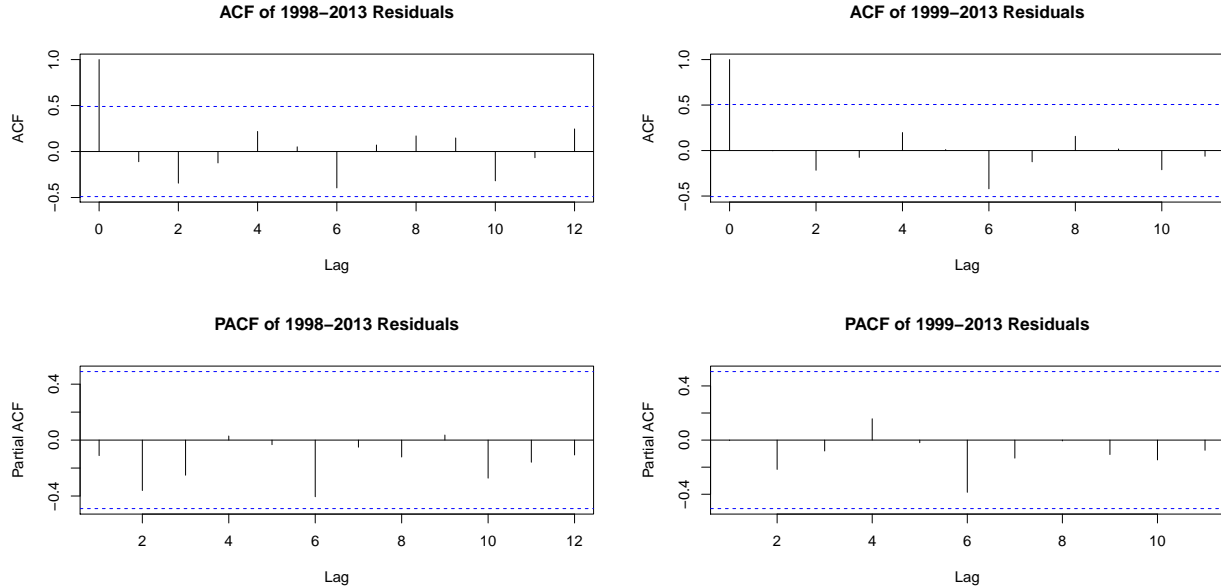 ACF of 1998−2013 Residuals
ACF
1.0
0.5
0.0
−0.5
0 2 4 6 8 10 12
Lag
ACF of 1999−2013 Residuals
ACF
1.0
0.5
0.0
−0.5
0 2 4 6 8 10
Lag
PACF of 1998−2013 Residuals
Partial ACF
0.4
0.0
−0.4
2 4 6 8 10 12
Lag
PACF of 1999−2013 Residuals
Partial ACF
0.4
0.0
−0.4
2 4 6 8 10
Lag